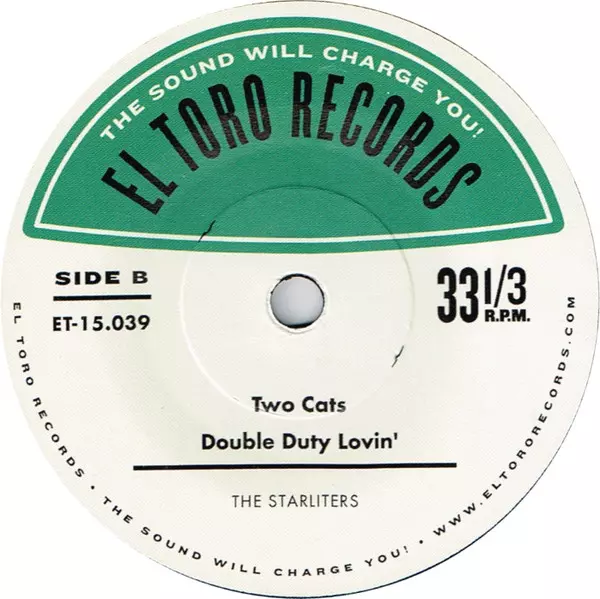 THE SOUND WILL CHARGE YOU!
EL TORO RECORDS
SIDE B
ET-15.039
33 1/3
R.P.M.
Two Cats
Double Duty Lovin'
THE STARLITERS
EL TORO RECORDS • THE SOUND WILL CHARGE YOU! • WWW.ELTORORECORDS.COM